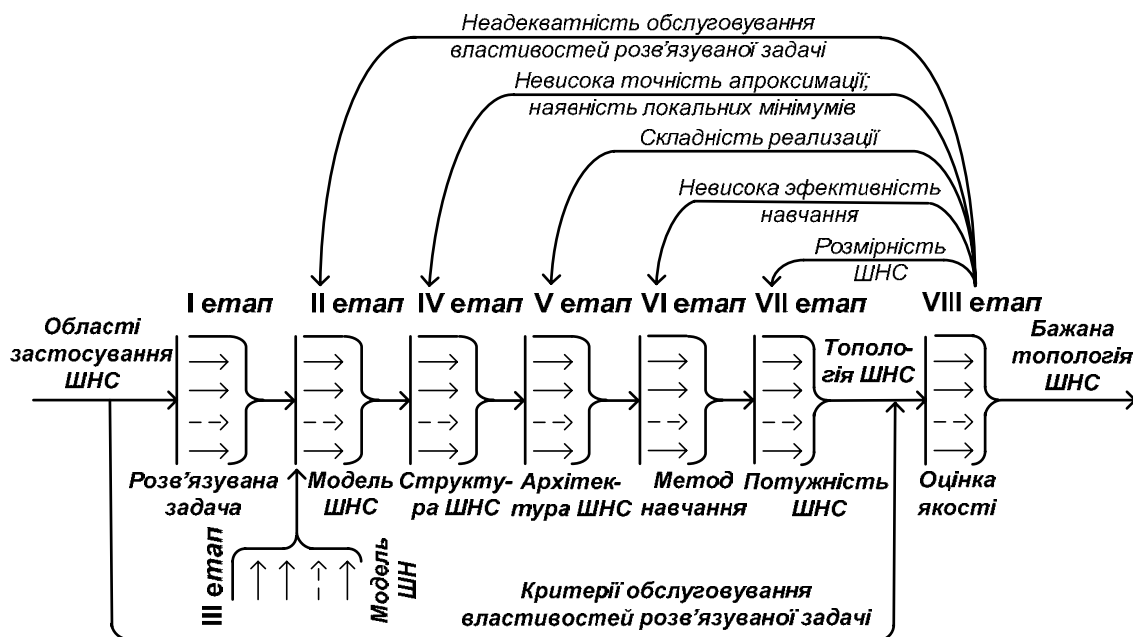 Неадекватність обслуговування
властивостей розв'язуваної задачі
Невисока точність апроксимації;
наявність локальних мінімумів
Складність реалізації
Невисока эфективність
навчання
Розмірність
ШНС
I етап
II етап
IV етап
V етап
VI етап
VII етап
VIII етап
Області
застосування
ШНС
Тополо-
гія ШНС
Бажана
топологія
ШНС
Розв'язувана
задача
Модель
ШНС
Структу-
ра ШНС
Архітек-
тура ШНС
Метод
навчання
Потужність
ШНС
Оцінка
якості
III етап
Модель
ШН
Критерії обслуговування
властивостей розв'язуваної задачі